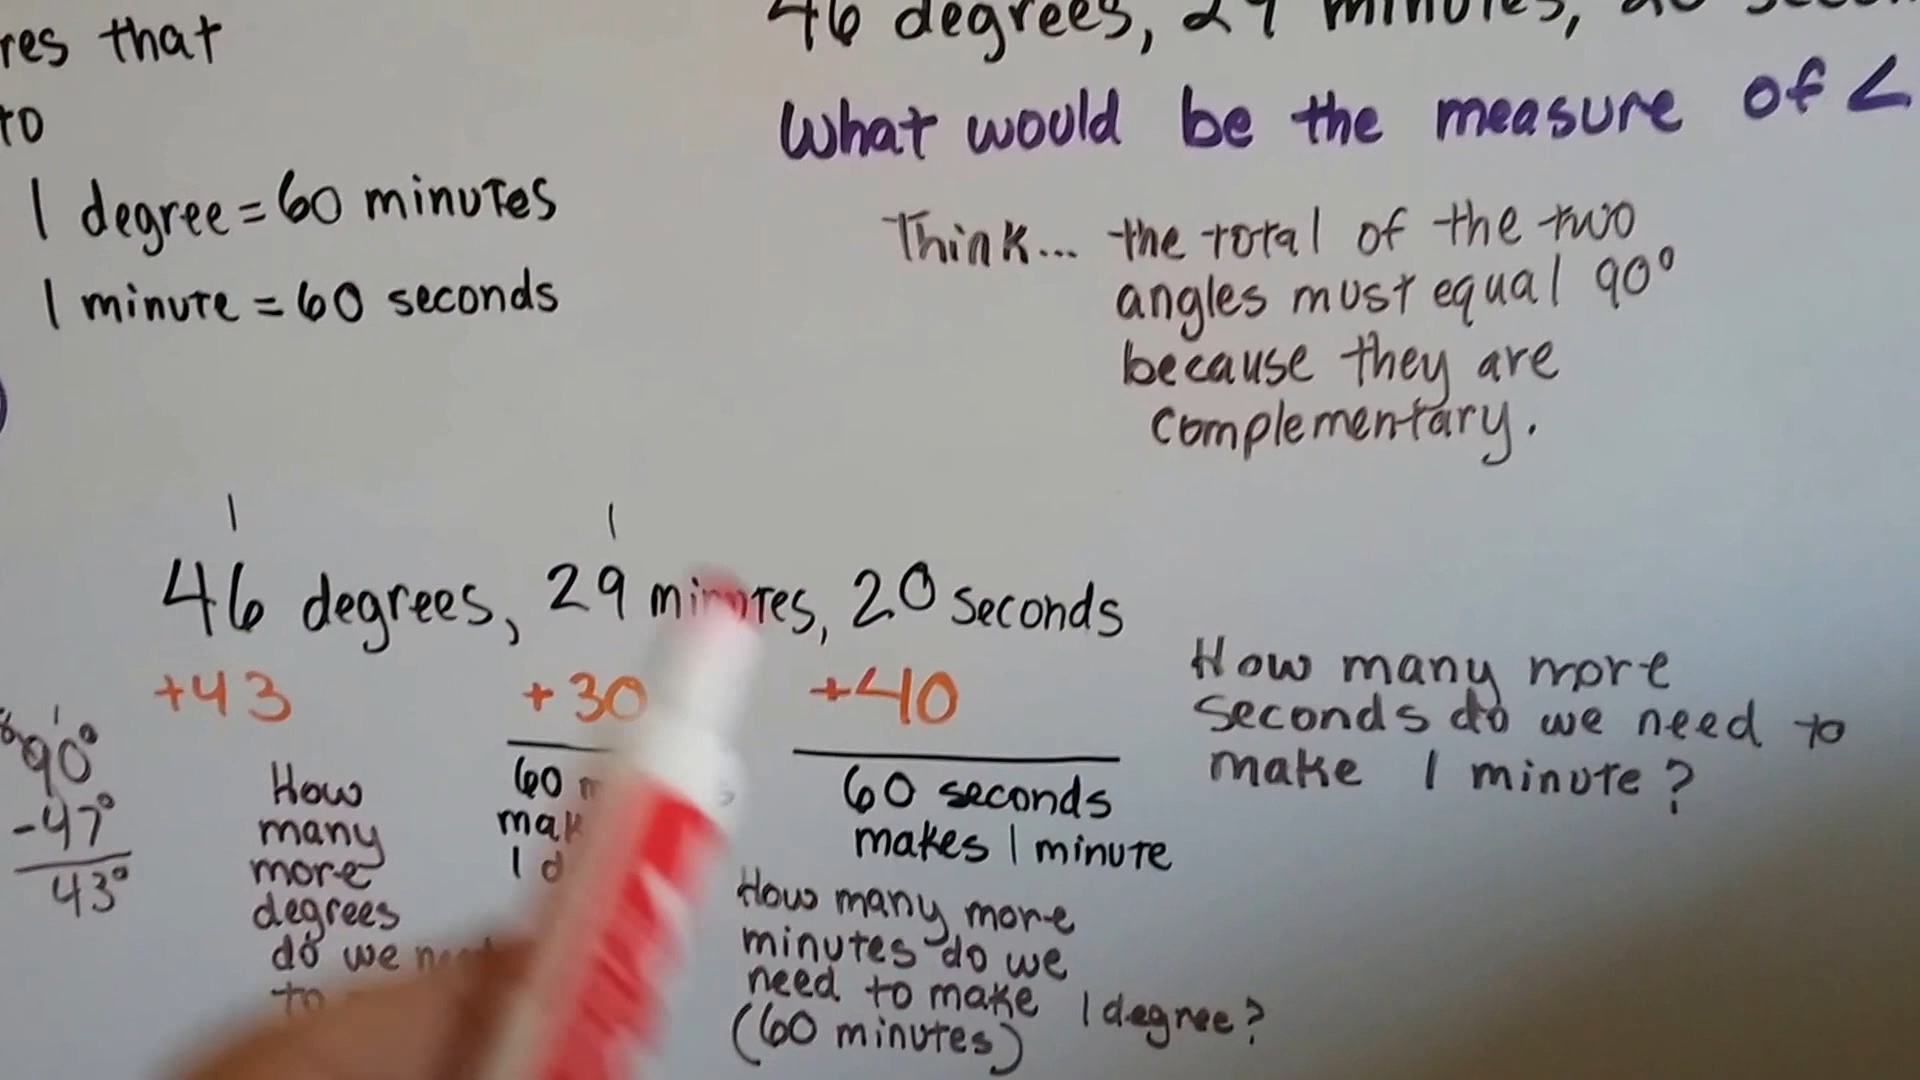 res that
to
1 degree = 60 minutes
1 minute = 60 seconds
46 degrees, 29 minutes, 20
What would be the measure of <
Think... the total of the two
angles must equal 90°
because they are
complementary.
1 1
46 degrees, 29 minutes, 20 seconds
+43 +30 +40
60
60 seconds
makes 1 minute
How many more
seconds do we need to
make 1 minute?
1
90°
-47°
43°
How
many
more
degrees
do we
to
1
How many more
minutes do we
need to make 1 degree?
(60 minutes)